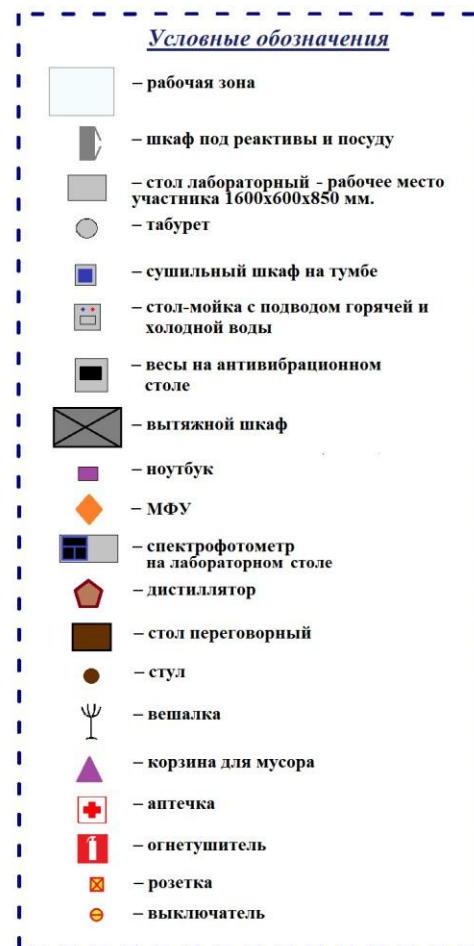 Условные обозначения
– рабочая зона
– шкаф под реактивы и посуду
– стол лабораторный - рабочее место
участника 1600х600х850 мм.
– табурет
– сушильный шкаф на тумбе
– стол-мойка с подводом горячей и
холодной воды
– весы на антивибрационном
столе
– вытяжной шкаф
– ноутбук
– МФУ
– спектрофотометр
на лабораторном столе
– дистиллятор
– стол переговорный
– стул
– вешалка
– корзина для мусора
– аптечка
– огнетушитель
– розетка
– выключатель